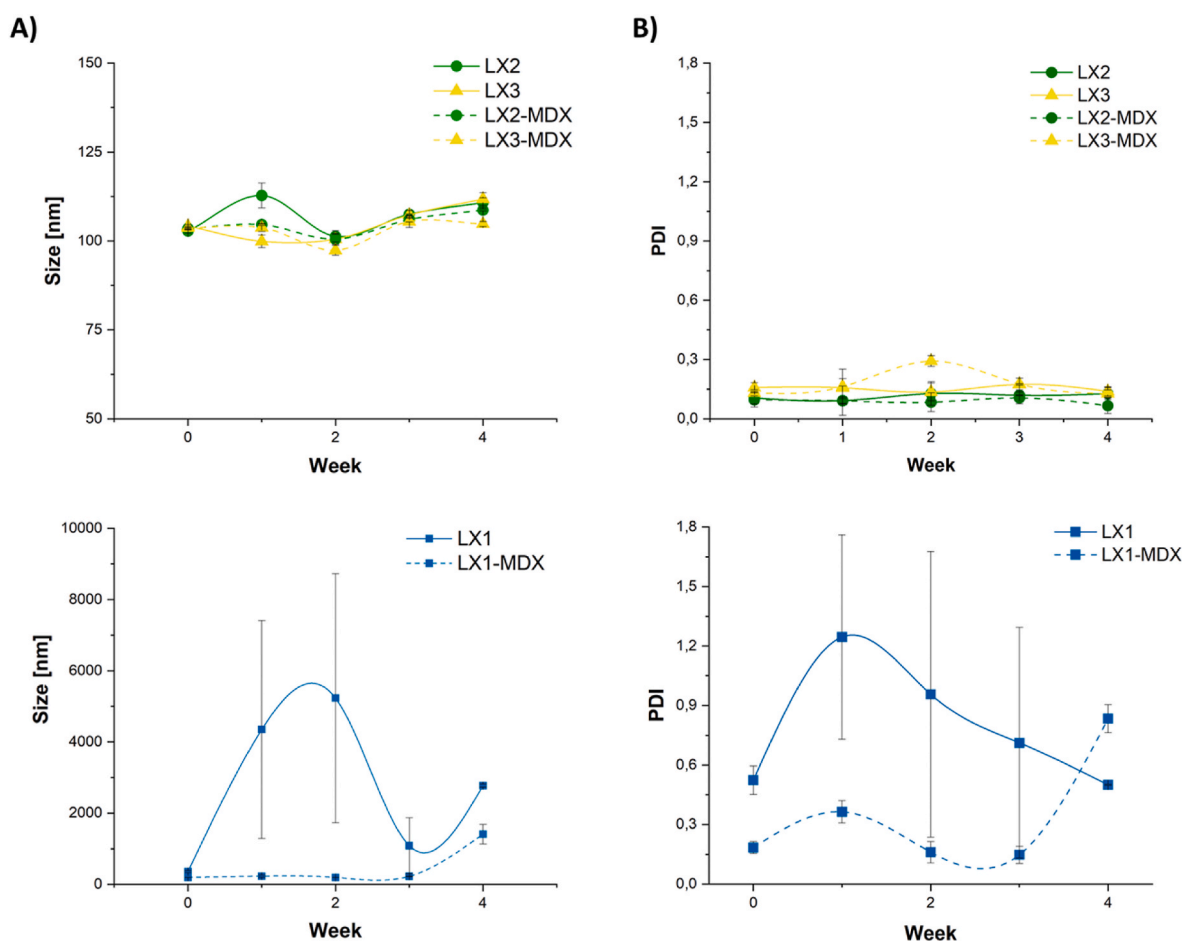 A)
150
125
100
75
50
Size [nm]
0
2
4
Week
LX2
LX3
LX2-MDX
LX3-MDX
B)
1,8
1,5
1,2
0,9
0,6
0,3
0,0
PDI
0
1
2
3
4
Week
LX2
LX3
LX2-MDX
LX3-MDX
10000
8000
6000
4000
2000
0
Size [nm]
0
2
4
Week
LX1
LX1-MDX
1,8
1,5
1,2
0,9
0,6
0,3
0,0
PDI
0
1
2
3
4
Week
LX1
LX1-MDX